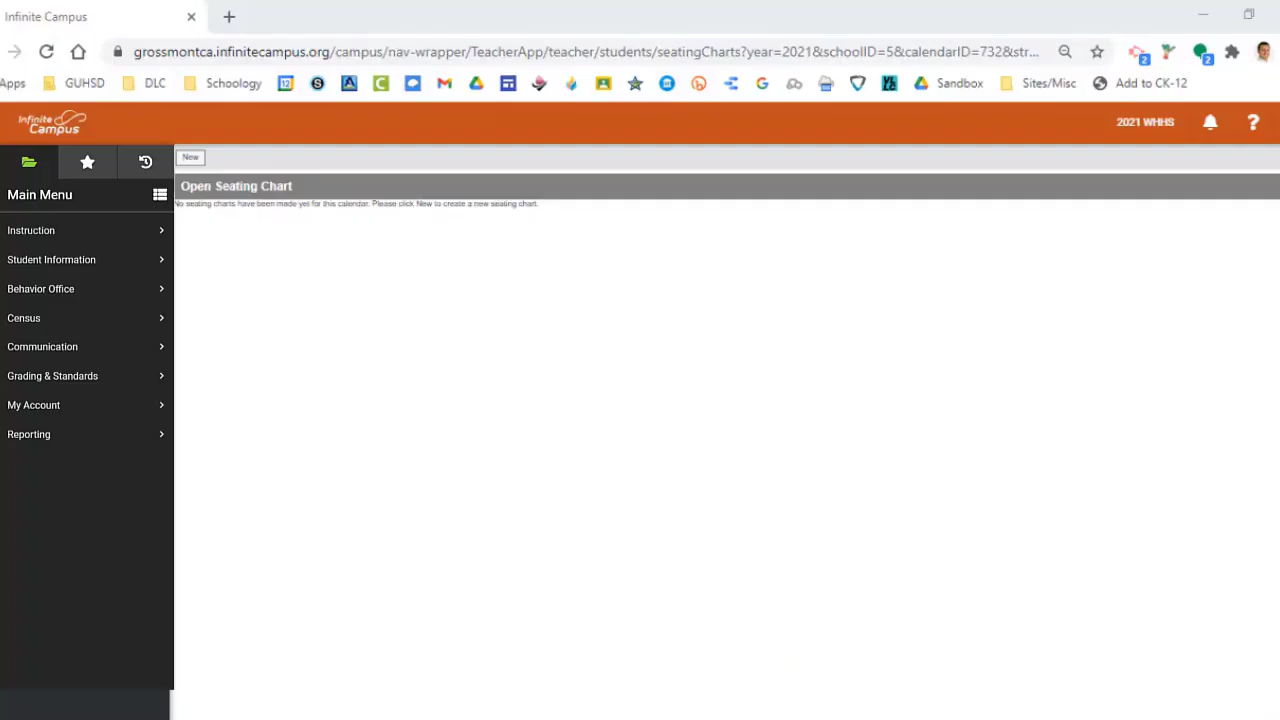 Infinite Campus
grossmontca.infinitecampus.org/campus/nav-wrapper/TeacherApp/teacher/students/seatingCharts?year=2021&schoolID=5&calendarID=732&str...
2
2
Apps
GUHSD
DLC
Schoology
12
Sandbox
Sites/Misc
Add to CK-12
Infinite
Campus
2021 WHHS
?
New
Main Menu
Open Seating Chart
No seating charts have been made yet for this calendar. Please click New to create a new seating chart.
Instruction
Student Information
Behavior Office
Census
Communication
Grading & Standards
My Account
Reporting